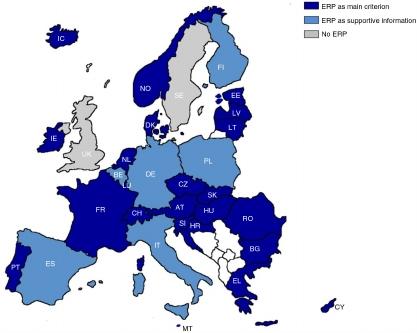 ERP as main criterion
ERP as supportive information
No ERP
IC
FI
NO
SE
EE
LV
DK
LT
IE
UK
NL
BE
DE
PL
LU
CZ
SK
FR
CH
AT
HU
SI
HR
RO
IT
BG
PT
ES
EL
CY
MT